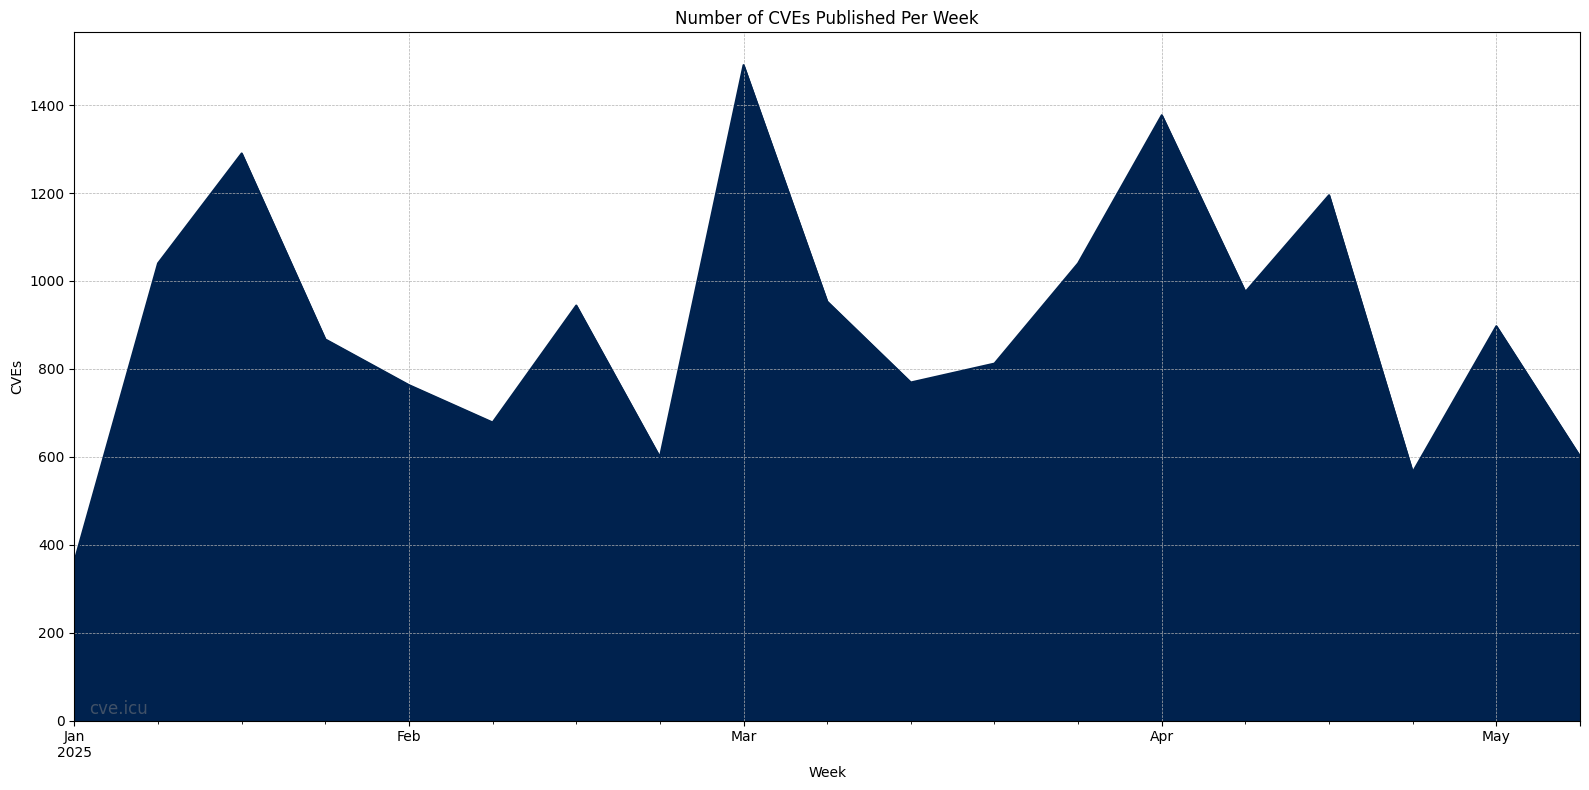 Number of CVEs Published Per Week
1400
1200
1000
800
600
400
200
0
CVEs
cve.icu
Jan Feb Mar Apr May
2025
Week